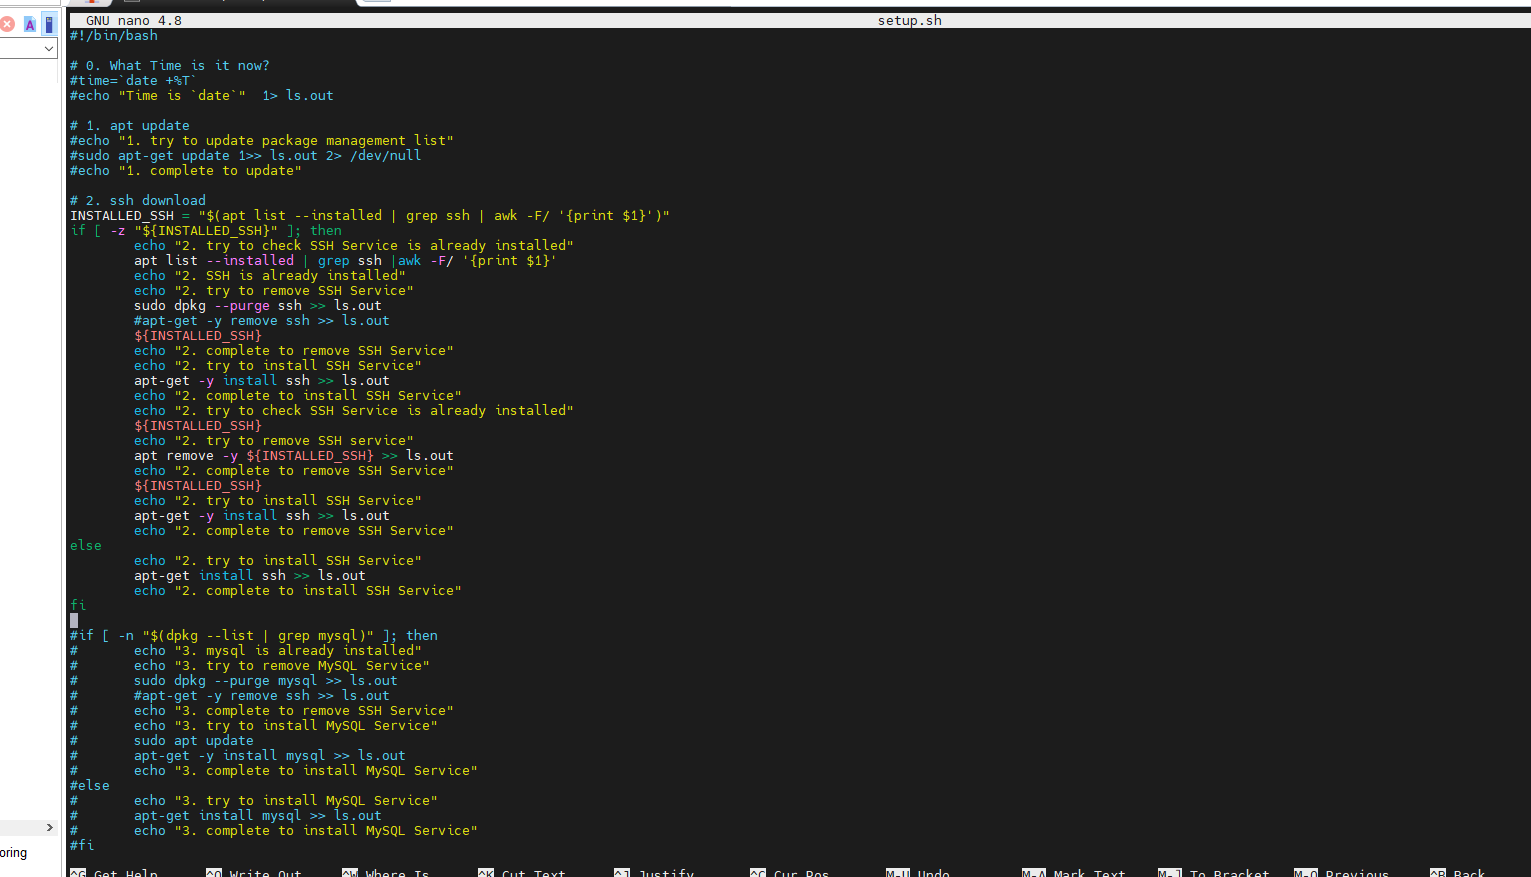 GNU nano 4.8 setup.sh
#!/bin/bash
# 0. What Time is it now?
#time=`date +%T`
#echo "Time is `date`"  1> ls.out
# 1. apt update
#echo "1. try to update package management list"
#sudo apt-get update 1>> ls.out 2> /dev/null
#echo "1. complete to update"
# 2. ssh download
INSTALLED_SSH = "$(apt list --installed | grep ssh | awk -F/ '{print $1}')"
if [ -z "${INSTALLED_SSH}" ]; then
        echo "2. try to check SSH Service is already installed"
        apt list --installed | grep ssh |awk -F/ '{print $1}'
        echo "2. SSH is already installed"
        echo "2. try to remove SSH Service"
        sudo dpkg --purge ssh >> ls.out
        #apt-get -y remove ssh >> ls.out
        ${INSTALLED_SSH}
        echo "2. complete to remove SSH Service"
        echo "2. try to install SSH Service"
        apt-get -y install ssh >> ls.out
        echo "2. complete to install SSH Service"
        echo "2. try to check SSH Service is already installed"
        ${INSTALLED_SSH}
        echo "2. try to remove SSH service"
        apt remove -y ${INSTALLED_SSH} >> ls.out
        echo "2. complete to remove SSH Service"
        ${INSTALLED_SSH}
        echo "2. try to install SSH Service"
        apt-get -y install ssh >> ls.out
        echo "2. complete to remove SSH Service"
else
        echo "2. try to install SSH Service"
        apt-get install ssh >> ls.out
        echo "2. complete to install SSH Service"
fi
#if [ -n "$(dpkg --list | grep mysql)" ]; then
#       echo "3. mysql is already installed"
#       echo "3. try to remove MySQL Service"
#       sudo dpkg --purge mysql >> ls.out
#       #apt-get -y remove ssh >> ls.out
#       echo "3. complete to remove SSH Service"
#       echo "3. try to install MySQL Service"
#       sudo apt update
#       apt-get -y install mysql >> ls.out
#       echo "3. complete to install MySQL Service"
#else
#       echo "3. try to install MySQL Service"
#       apt-get install mysql >> ls.out
#       echo "3. complete to install MySQL Service"
#fi
oring
^G Get Help ^O Write Out ^W Where Is ^K Cut Text ^J Justify ^C Cur Pos M-U Undo M-A Mark Text M-] To Bracket M-Q Previous ^B Back